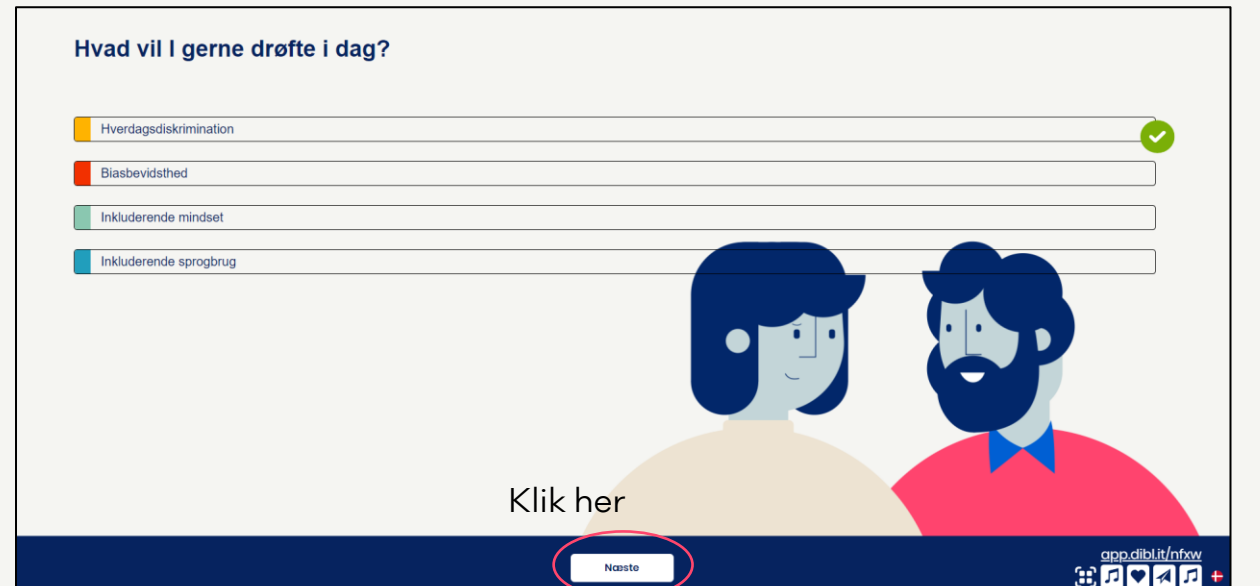 Hvad vil I gerne drøfte i dag?
Hverdagsdiskrimination
Biasbevidsthed
Inkluderende mindset
Inkluderende sprogbrug
Klik her
Næste
app.dibl.it/nfxw